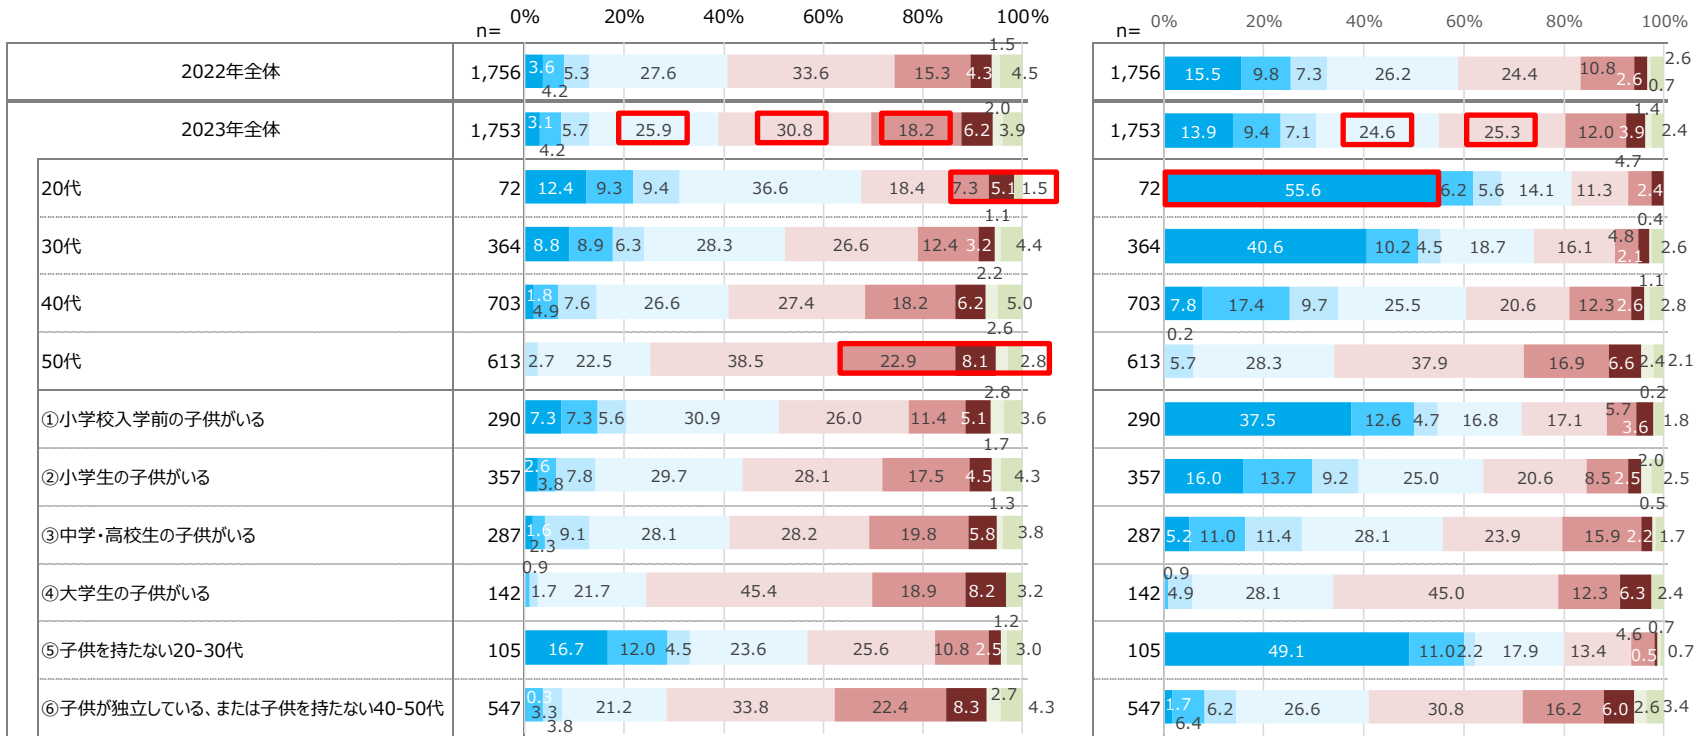 0% 20% 40% 60% 80% 100% 0% 20% 40% 60% 80% 100%
n= n=
2022年全体 1,756 3.6 4.2 5.3 27.6 33.6 15.3 4.3 1.5 4.5 1,756 15.5 9.8 7.3 26.2 24.4 10.8 2.6 0.7 2.6
2023年全体 1,753 3.1 4.2 5.7 25.9 30.8 18.2 6.2 2.0 3.9 1,753 13.9 9.4 7.1 24.6 25.3 12.0 3.9 1.4 2.4
20代 72 12.4 9.3 9.4 36.6 18.4 7.3 5.1 1.5 72 55.6 6.2 5.6 14.1 11.3 4.7 2.4
30代 364 8.8 8.9 6.3 28.3 26.6 12.4 3.2 1.1 4.4 364 40.6 10.2 4.5 18.7 16.1 4.8 2.1 0.4 2.6
40代 703 1.8 4.9 7.6 26.6 27.4 18.2 6.2 2.2 5.0 703 7.8 17.4 9.7 25.5 20.6 12.3 2.6 1.1 2.8
50代 613 2.7 22.5 38.5 22.9 8.1 2.6 2.8 613 0.2 5.7 28.3 37.9 16.9 6.6 2.4 2.1
①小学校入学前の子供がいる 290 7.3 7.3 5.6 30.9 26.0 11.4 5.1 2.8 3.6 290 37.5 12.6 4.7 16.8 17.1 5.7 3.6 0.2 1.8
②小学生の子供がいる 357 2.6 3.8 7.8 29.7 28.1 17.5 4.5 1.7 4.3 357 16.0 13.7 9.2 25.0 20.6 8.5 2.5 2.0 2.5
③中学・高校生の子供がいる 287 1.6 2.3 9.1 28.1 28.2 19.8 5.8 1.3 3.8 287 5.2 11.0 11.4 28.1 23.9 15.9 2.2 0.5 1.7
④大学生の子供がいる 142 0.9 1.7 21.7 45.4 18.9 8.2 3.2 142 0.9 4.9 28.1 45.0 12.3 6.3 2.4
⑤子供を持たない20-30代 105 16.7 12.0 4.5 23.6 25.6 10.8 2.5 1.2 3.0 105 49.1 11.0 2.2 17.9 13.4 4.6 0.5 0.7 0.7
⑥子供が独立している、または子供を持たない40-50代 547 0.3 3.3 3.8 21.2 33.8 22.4 8.3 2.7 4.3 547 1.7 6.4 6.2 26.6 30.8 16.2 6.0 2.6 3.4